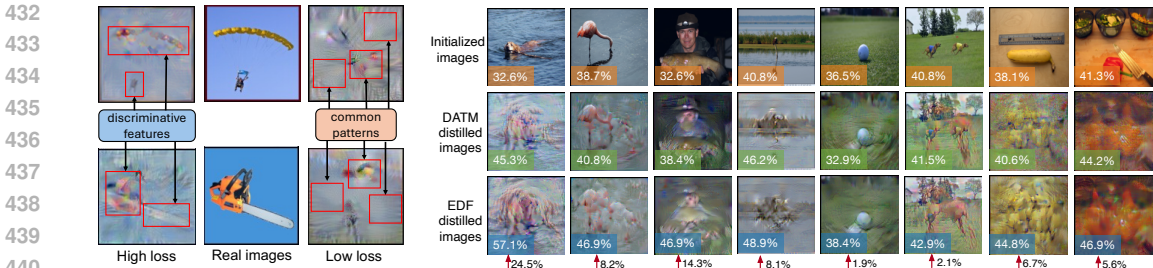 432
433
434
435
436
437
438
439
440
discriminative
features
common
patterns
High loss
Real images
Low loss
Initialized
images
32.6%
38.7%
32.6%
40.8%
36.5%
40.8%
38.1%
41.3%
DATM
distilled
images
45.3%
40.8%
38.4%
46.2%
32.9%
41.5%
40.6%
44.2%
EDF
distilled
images
57.1%
46.9%
46.9%
48.9%
38.4%
42.9%
44.8%
46.9%
24.5%
8.2%
14.3%
8.1%
1.9%
2.1%
6.7%
5.6%